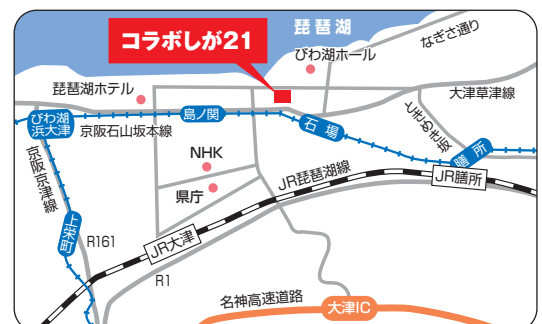 琵琶湖
なぎさ通り
コラボしが21
びわ湖ホール
琵琶湖ホテル
大津草津線
びわ湖
浜大津
島ノ関
石場
ときめき坂
京阪石山坂本線
膳所
京阪京津線
NHK
JR琵琶湖線
JR膳所
県庁
上栄町
R161
JR大津
R1
名神高速道路
大津IC